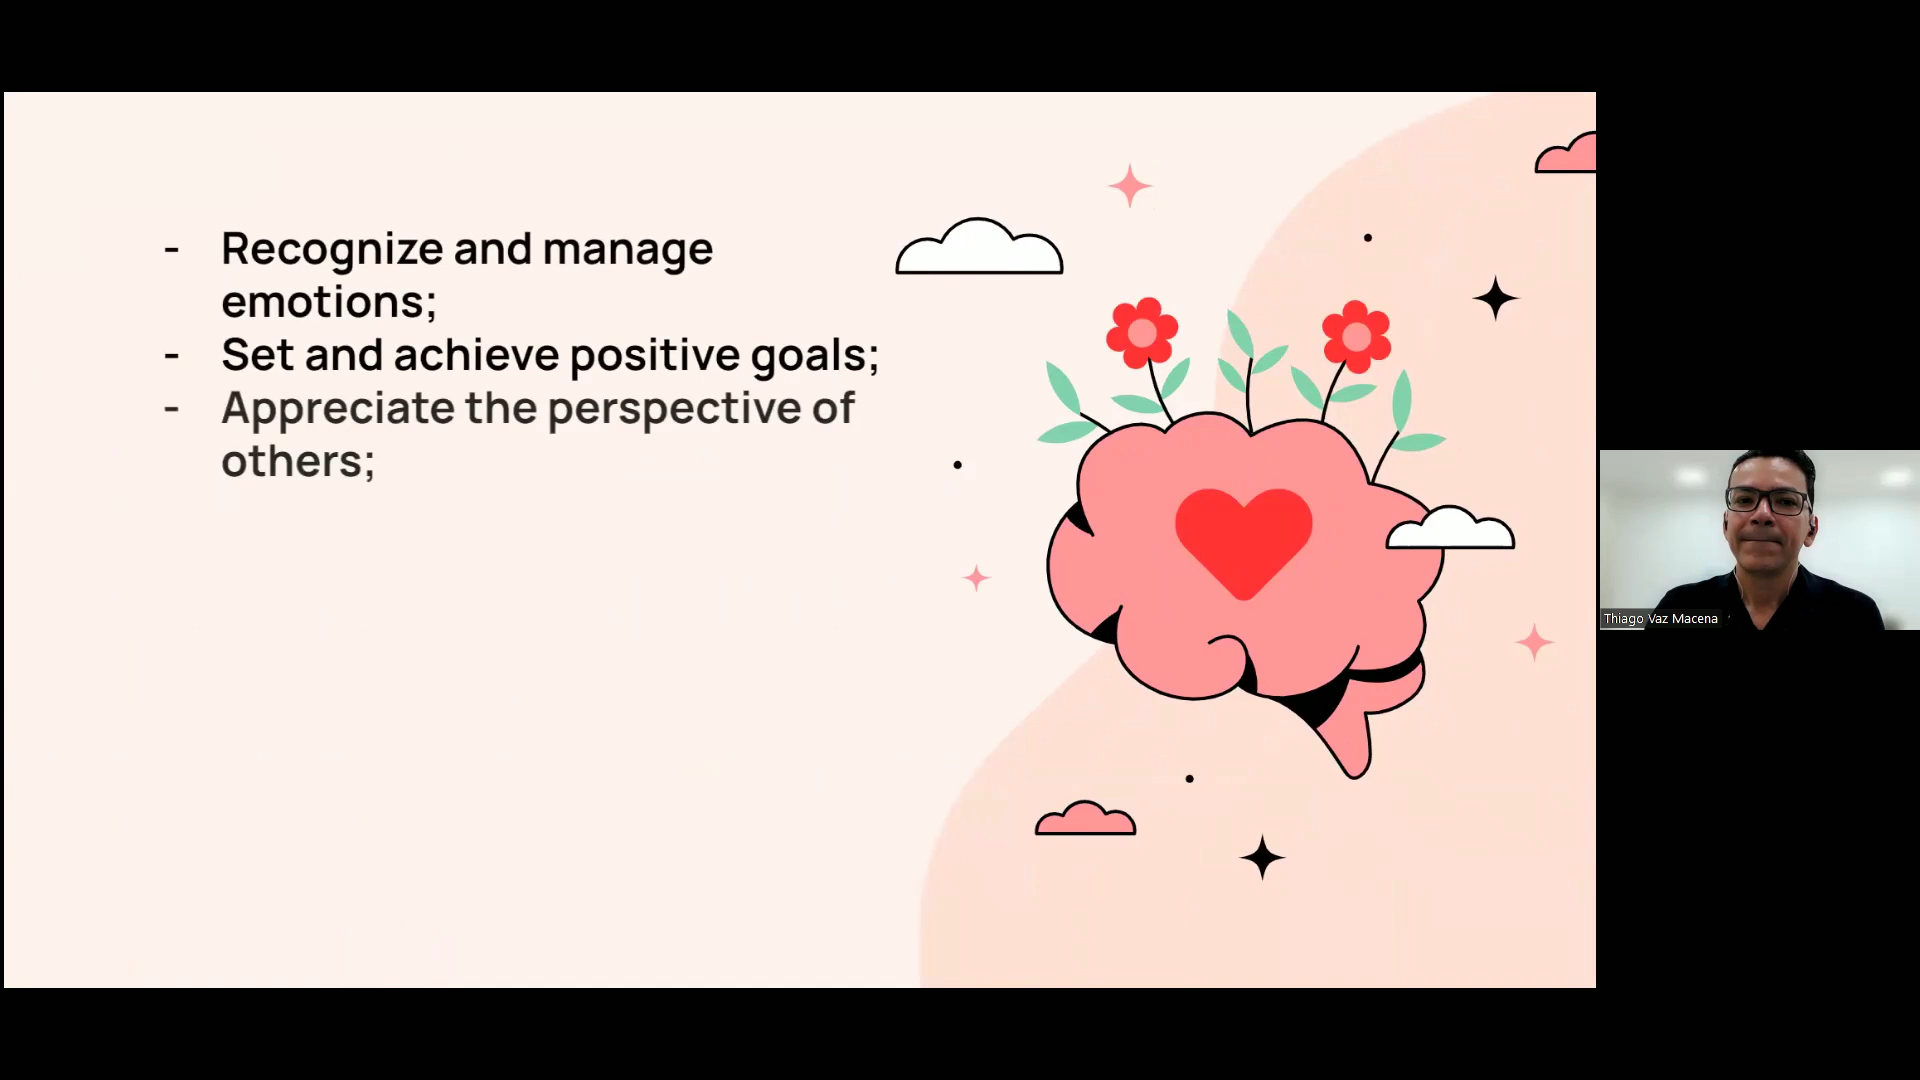 - Recognize and manage
emotions;
- Set and achieve positive goals;
- Appreciate the perspective of
others;
Thiago Vaz Macena